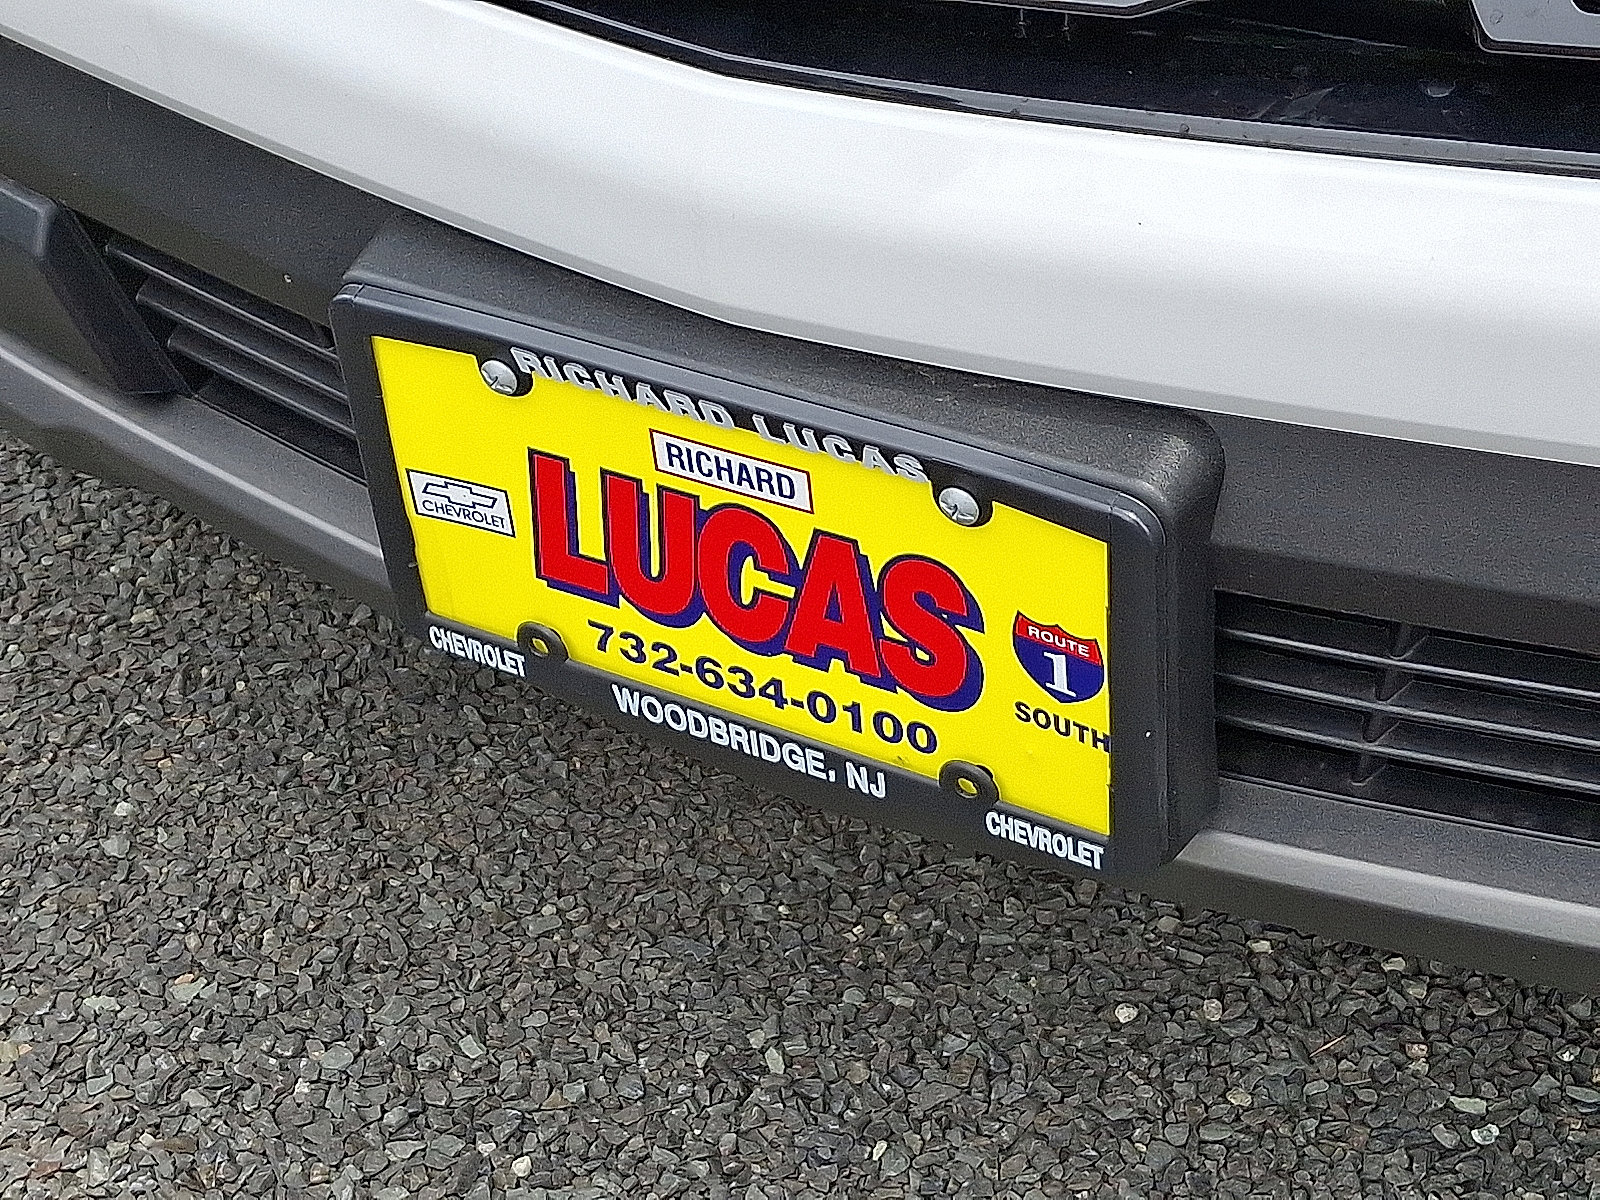 RICHARD LUCAS
RICHARD
CHEVROLET
LUCAS
ROUTE
1
SOUTH
732-634-0100
CHEVROLET
WOODBRIDGE, NJ
CHEVROLET